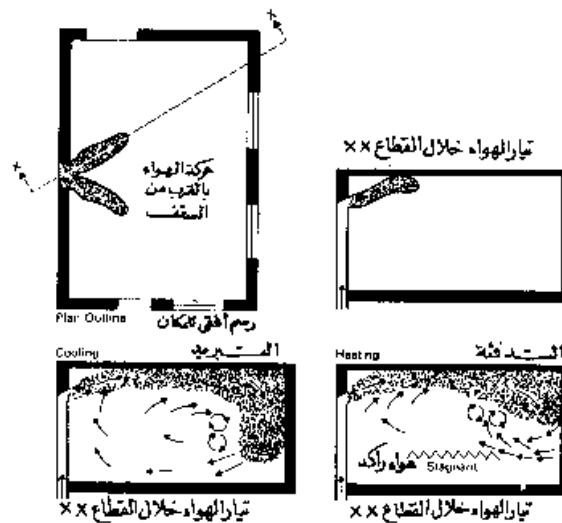 x
x
حركة الهواء
بالقرب من
السقف
Plan Outline
رسم أفقي للمكان
تيار الهواء خلال القطاع ××
Cooling
التبريد
تيار الهواء خلال القطاع ××
Heating
التدفئة
هواء راكد
Stagnant
تيار الهواء خلال القطاع ××